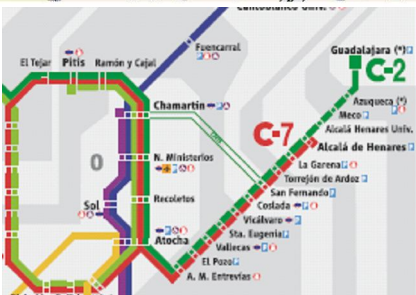 Cantoblanco Univ.
Fuencarral
Guadalajara (*)
C-2
El Tejar
Pitis
Ramón y Cajal
Azuqueca (*)
Chamartín
Meco
Alcalá Henares Univ.
C-7
Alcalá de Henares
0
N. Ministerios
La Garena
Torrejón de Ardoz
San Fernando
Recoletos
Sol
Coslada
Vicálvaro
Atocha
Sta. Eugenia
Vallecas
El Pozo
A. M. Entrevías